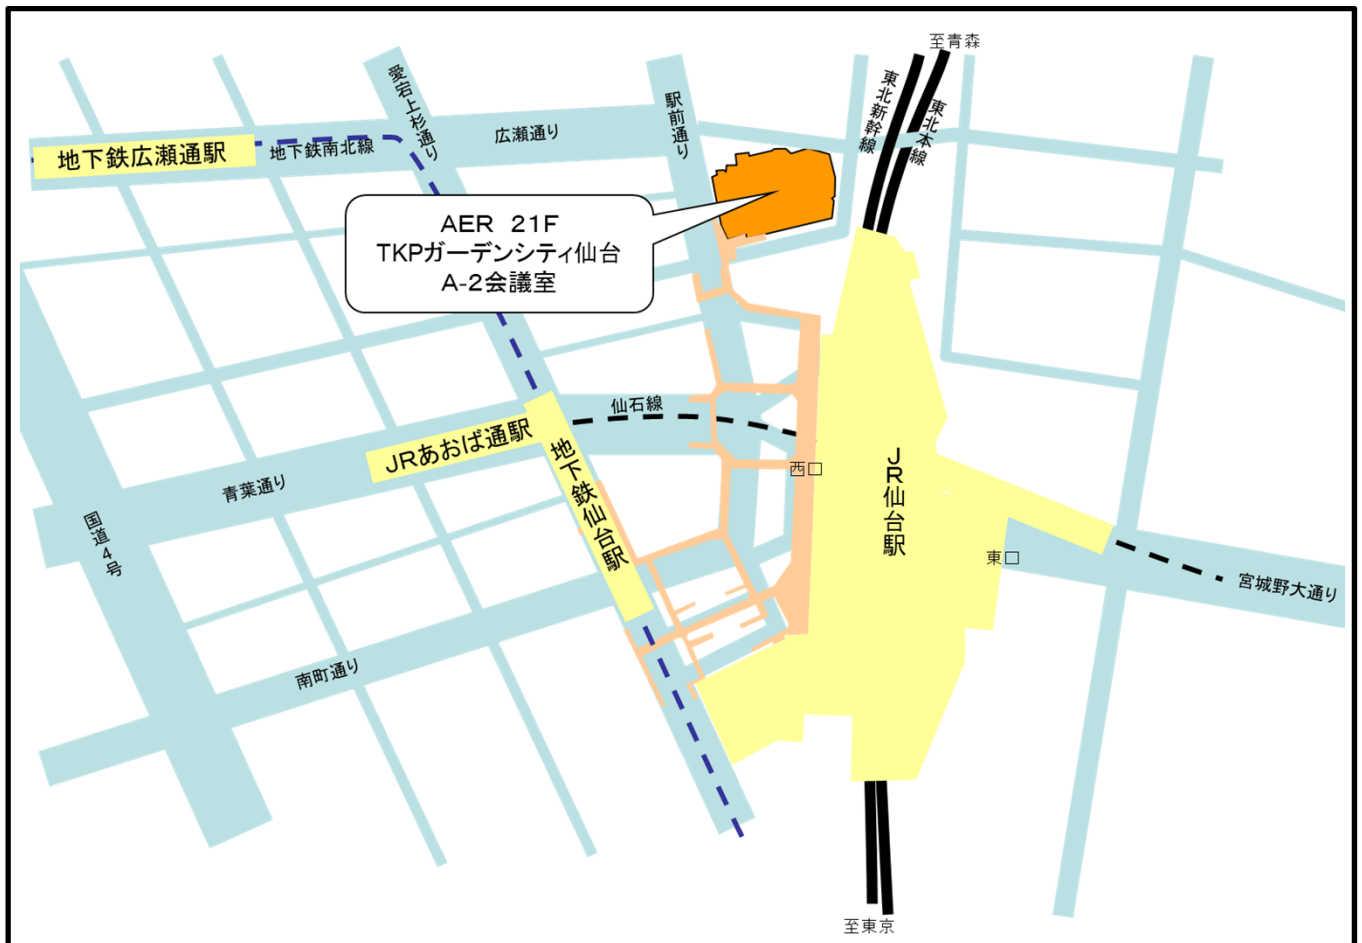 至青森
東北新幹線
東北本線
愛宕上杉通り
駅前通り
広瀬通り
地下鉄広瀬通駅
地下鉄南北線
AER 21F
TKPガーデンシティ仙台
A-2会議室
仙石線
JRあおば通駅
地下鉄仙台駅
西口
JR仙台駅
青葉通り
国道4号
東口
宮城野大通り
南町通り
至東京